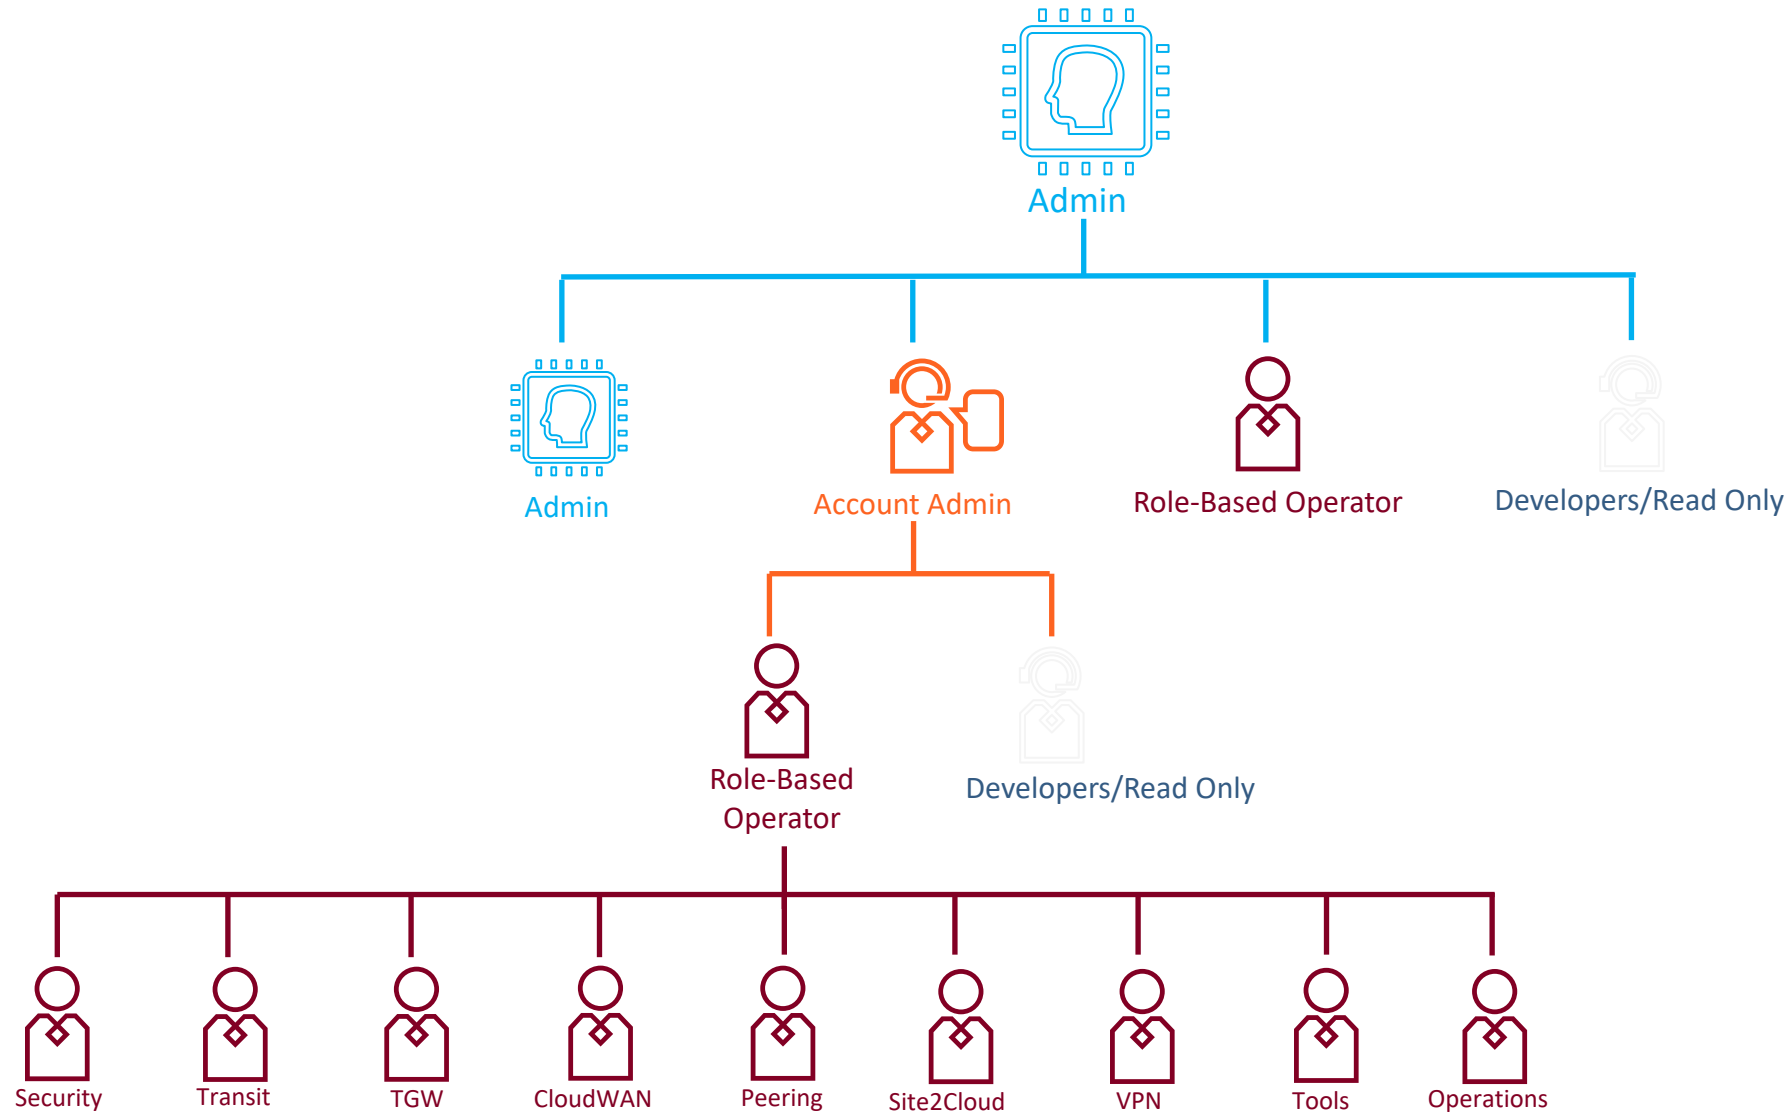 Admin
Admin
Account Admin
Role-Based Operator
Developers/Read Only
Role-Based
Operator
Developers/Read Only
Security
Transit
TGW
CloudWAN
Peering
Site2Cloud
VPN
Tools
Operations